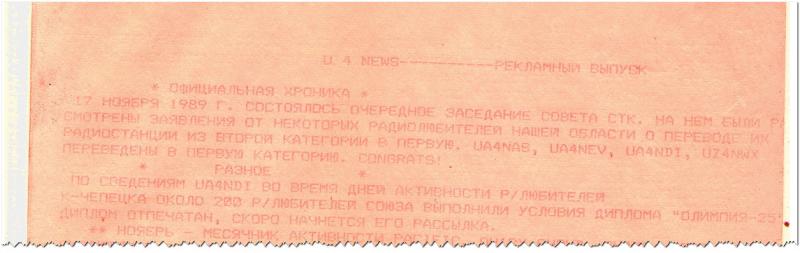 U 4 NEWS----------РЕКЛАМНЫЙ ВЫПУСК
* ОФИЦИАЛЬНАЯ ХРОНИКА *
17 НОЯБРЯ 1989 Г. СОСТОЯЛОСЬ ОЧЕРЕДНОЕ ЗАСЕДАНИЕ СОВЕТА СТК. НА НЕМ БЫЛИ РА
СМОТРЕНЫ ЗАЯВЛЕНИЯ ОТ НЕКОТОРЫХ РАДИОЛЮБИТЕЛЕЙ НАШЕЙ ОБЛАСТИ О ПЕРЕВОДЕ ИХ
РАДИОСТАНЦИИ ИЗ ВТОРОЙ КАТЕГОРИИ В ПЕРВУЮ. UA4NAS, UA4NEV, UA4NDI, UZ4NWX
ПЕРЕВЕДЕНЫ В ПЕРВУЮ КАТЕГОРИЮ. CONGRATS!
* РАЗНОЕ *
ПО СВЕДЕНИЯМ UA4NDI ВО ВРЕМЯ ДНЕЙ АКТИВНОСТИ Р/ЛЮБИТЕЛЕЙ
К-ЧЕПЕЦКА ОКОЛО 200 Р/ЛЮБИТЕЛЕЙ СОЮЗА ВЫПОЛНИЛИ УСЛОВИЯ ДИПЛОМА "ОЛИМПИЯ-25"
ДИПЛОМ ОТПЕЧАТАН, СКОРО НАЧНЕТСЯ ЕГО РАССЫЛКА.
** НОЯБРЬ - МЕСЯЧНИК АКТИВНОСТИ PACIFIC